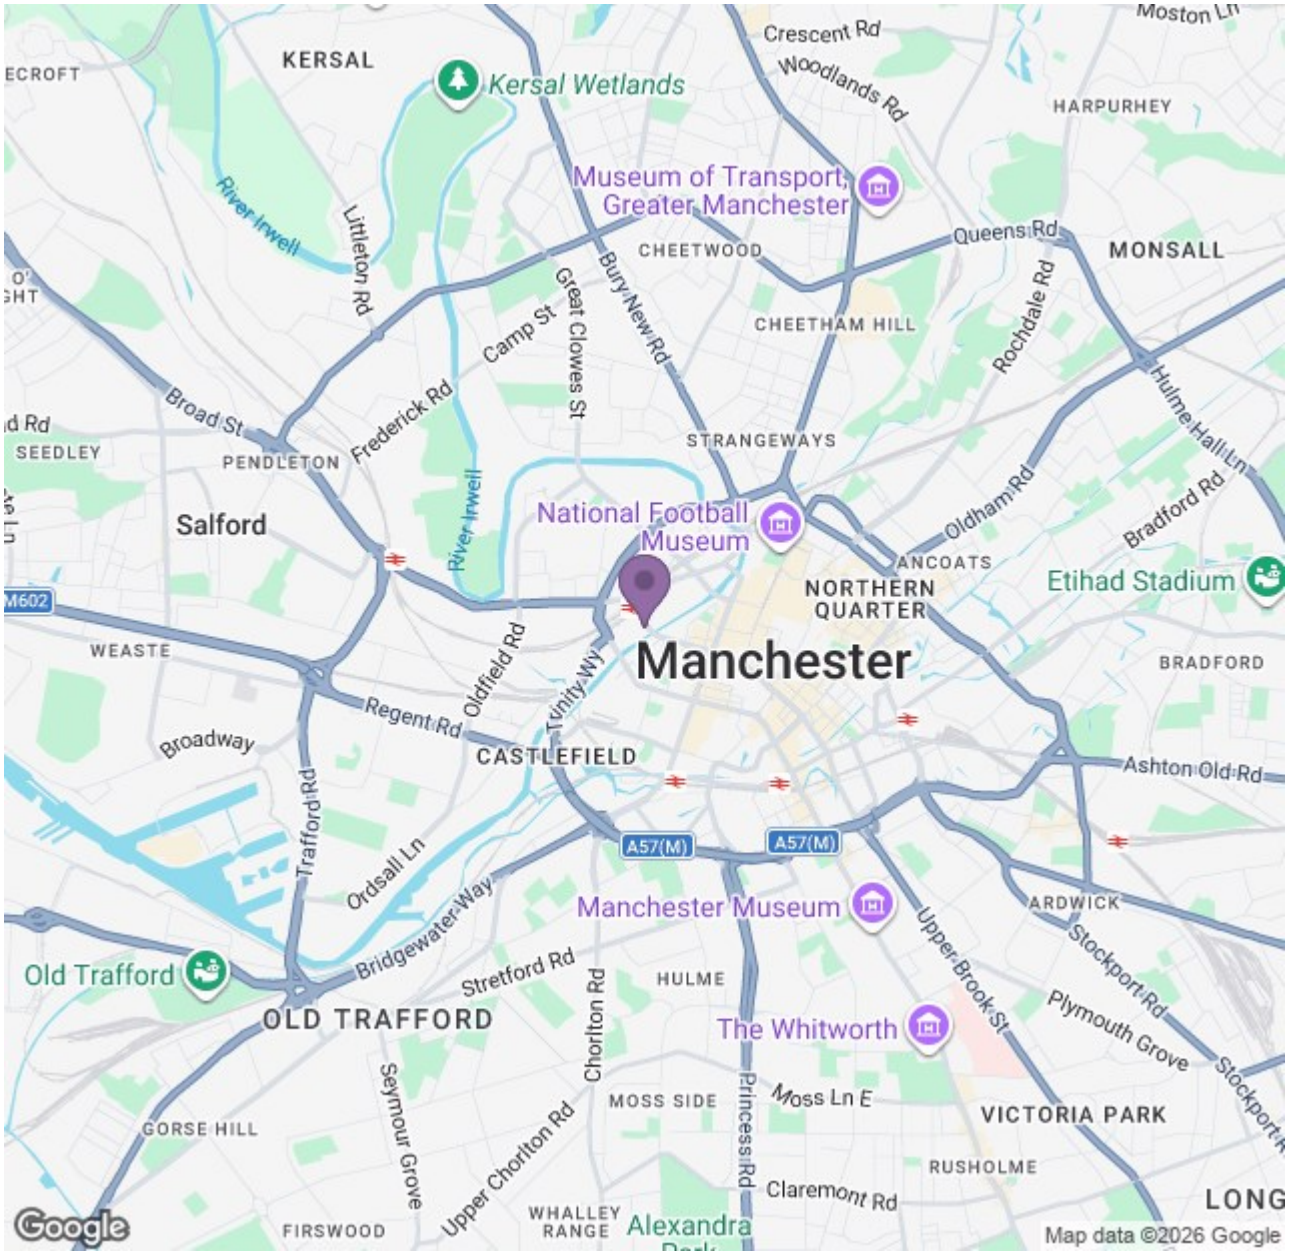 Moston Ln
Crescent Rd
KERSAL
ECROFT
Woodlands Rd
Kersal Wetlands
HARPURHEY
Museum of Transport,
Greater Manchester
River Irwell
Littleton Rd
Queens Rd
CHEETWOOD
MONSALL
O'
GHT
Bury New Rd
Great Clowes St
Rochdale Rd
Camp St
CHEETHAM HILL
Broad St
Frederick Rd
Hulme Hall Ln
d Rd
SEEDLEY
STRANGEWAYS
PENDLETON
te Ln
Salford
River Irwell
National Football
Museum
Oldham Rd
Bradford Rd
ANCOATS
Etihad Stadium
NORTHERN
QUARTER
M602
WEASTE
Manchester
BRADFORD
Oldfield Rd
Trinity Wy
Regent Rd
Broadway
CASTLEFIELD
Ashton Old Rd
Trafford Rd
A57(M)
A57(M)
Ordsall Ln
Manchester Museum
ARDWICK
Bridgewater Way
Upper Brook St
Stockport Rd
Old Trafford
Stretford Rd
HULME
OLD TRAFFORD
Chorlton Rd
The Whitworth
Plymouth Grove
Stockport R
Seymour Grove
MOSS SIDE
Moss Ln E
Princess Rd
VICTORIA PARK
GORSE HILL
Upper Chorlton Rd
RUSHOLME
Claremont Rd
LONG
WHALLEY
RANGE
Alexandra
Park
FIRSWOOD
Google
Map data ©2026 Google